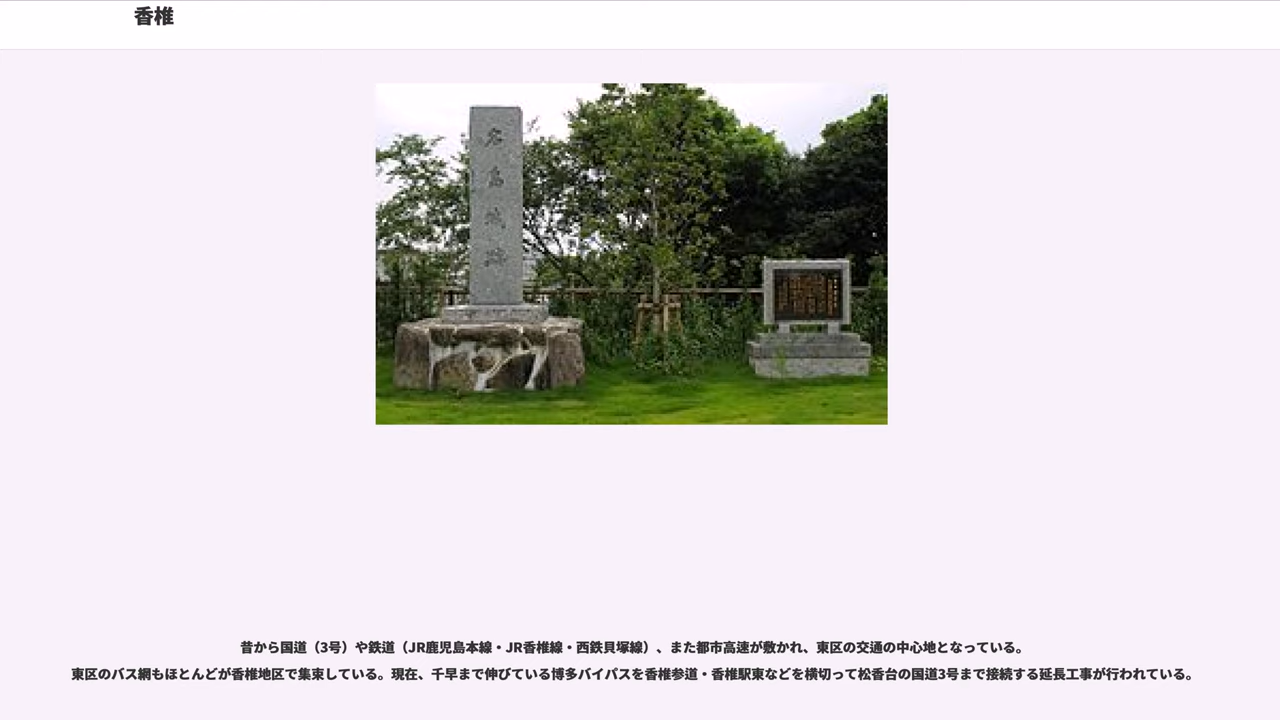 香椎
名島城跡
昔から国道（3号）や鉄道（JR鹿児島本線・JR香椎線・西鉄貝塚線）、また都市高速が敷かれ、東区の交通の中心地となっている。
東区のバス網もほとんどが香椎地区で集束している。現在、千早まで伸びている博多バイパスを香椎参道・香椎駅東などを横切って松香台の国道3号まで接続する延長工事が行われている。